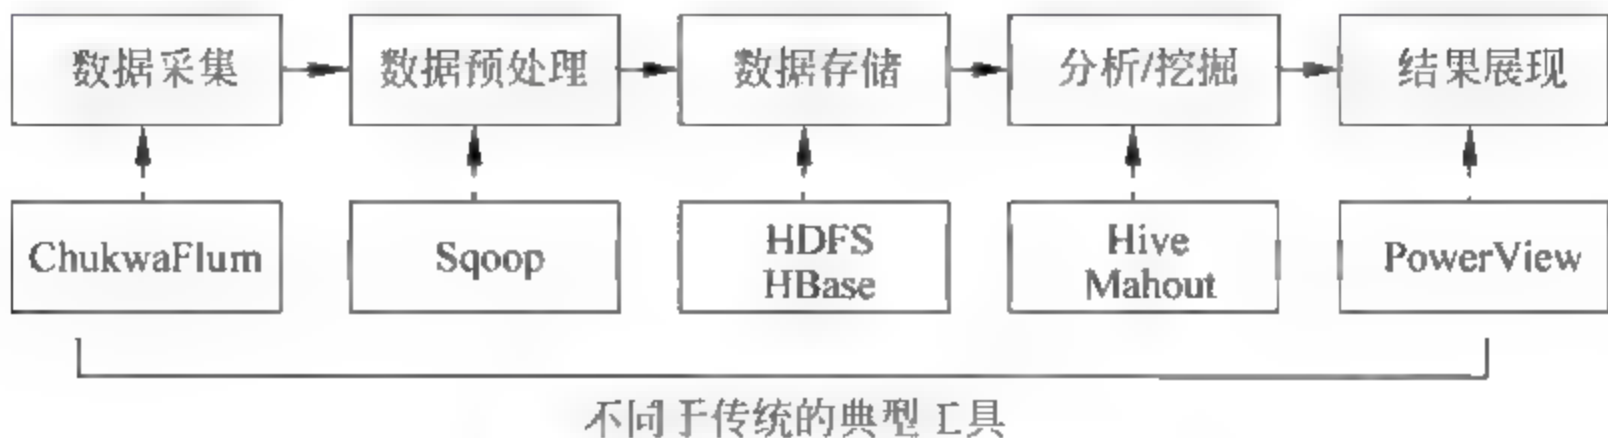 数据采集
数据预处理
数据存储
分析/挖掘
结果展现
ChukwaFlum
Sqoop
HDFS
HBase
Hive
Mahout
PowerView
不同于传统的典型工具